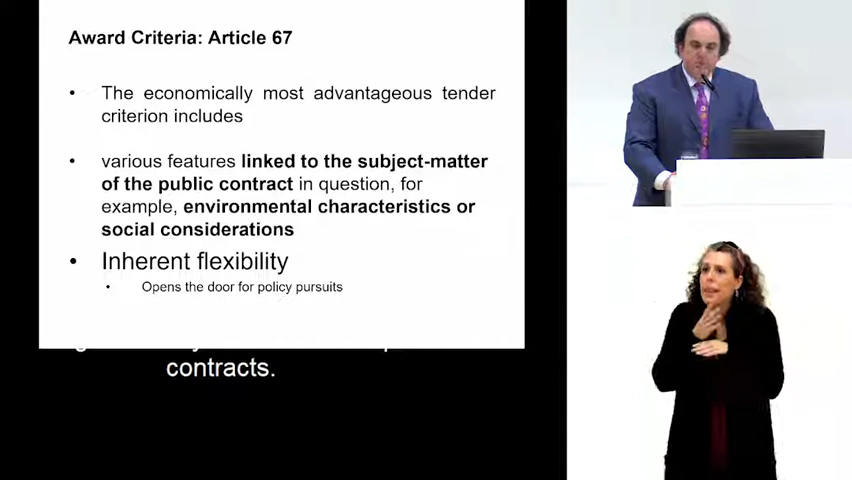 Award Criteria: Article 67
• The economically most advantageous tender
criterion includes
• various features linked to the subject-matter
of the public contract in question, for
example, environmental characteristics or
social considerations
• Inherent flexibility
• Opens the door for policy pursuits
contracts.